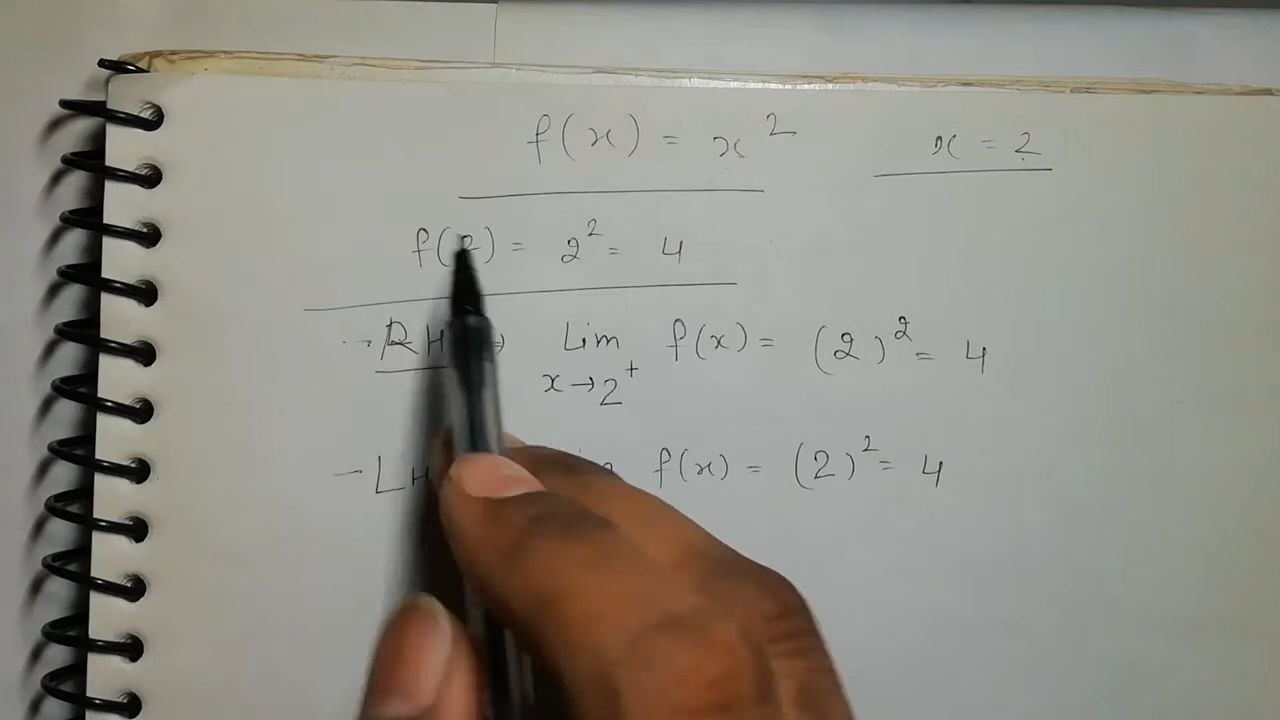 f(x) = x² x = 2
f(2) = 2² = 4
Lim f(x) = (2)² = 4
x→2⁺
f(x) = (2)² = 4